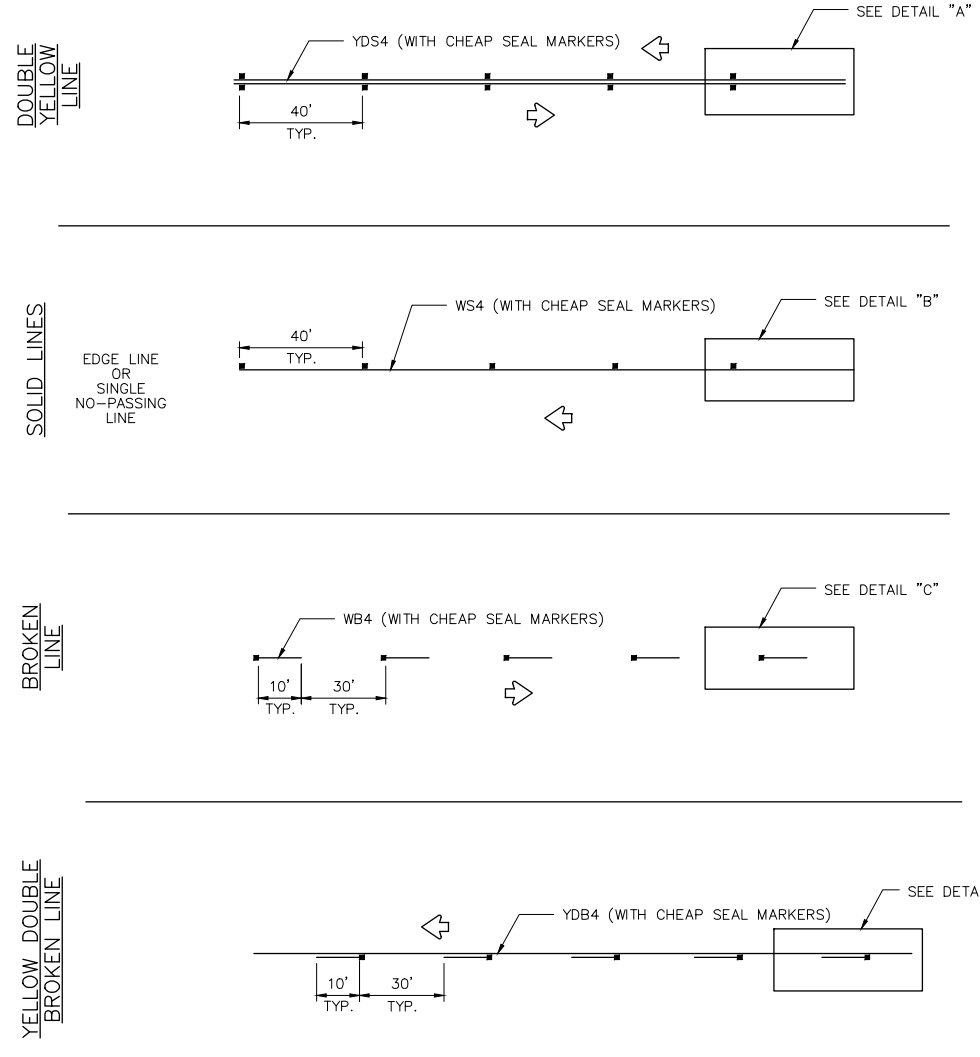 DOUBLE
YELLOW
LINE
YDS4 (WITH CHEAP SEAL MARKERS)
SEE DETAIL "A"
40'
TYP.
SOLID LINES
EDGE LINE
OR
SINGLE
NO-PASSING
LINE
WS4 (WITH CHEAP SEAL MARKERS)
SEE DETAIL "B"
40'
TYP.
BROKEN
LINE
WB4 (WITH CHEAP SEAL MARKERS)
SEE DETAIL "C"
10'
TYP.
30'
TYP.
YELLOW DOUBLE
BROKEN LINE
YDB4 (WITH CHEAP SEAL MARKERS)
SEE DETA
10'
TYP.
30'
TYP.